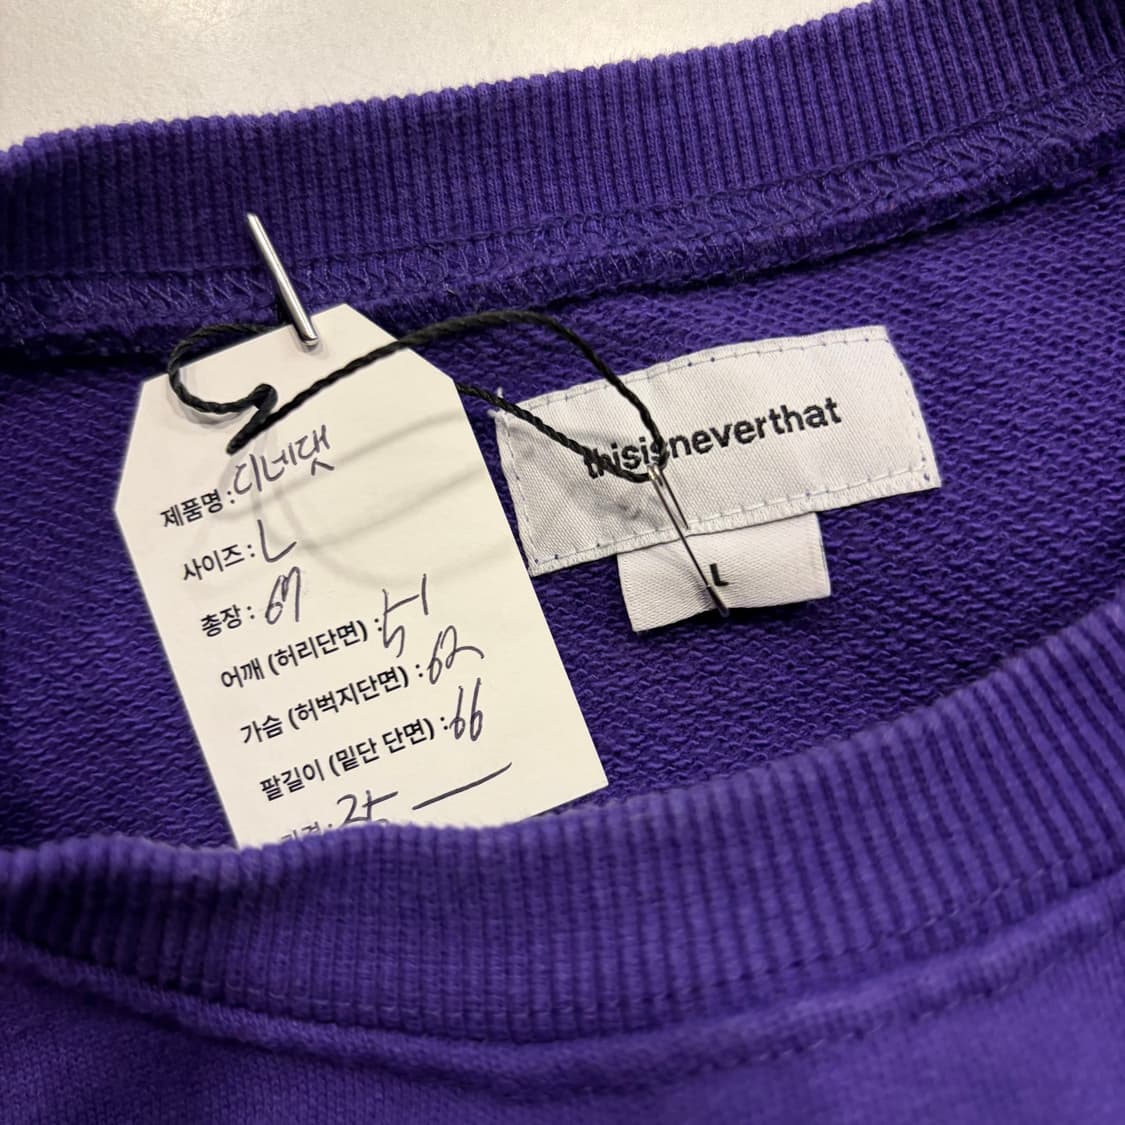 제품명 : 디네댓
사이즈 : L
총장 : 67
어깨 (허리단면) : 51
가슴 (허벅지단면) : 62
팔길이 (밑단 단면) : 66
thisisneverthat
L